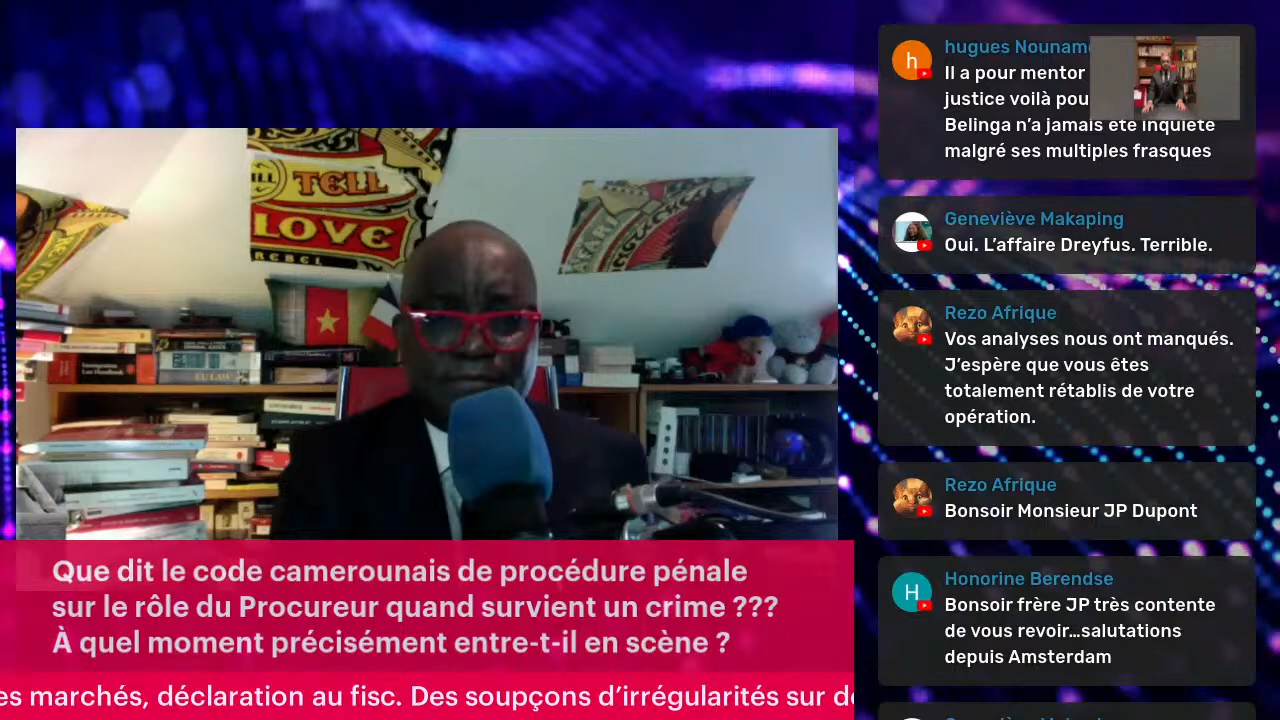 TELL
LOVE
REBEL
Que dit le code camerounais de procédure pénale
sur le rôle du Procureur quand survient un crime ???
À quel moment précisément entre-t-il en scène ?
marchés, déclaration au fisc. Des soupçons d’irrégularités sur
hugues
Il a pour mentor
justice voilà
Belinga n’a jamais été inquiété
malgré ses multiples frasques
Geneviève Makaping
Oui. L’affaire Dreyfus. Terrible.
Rezo Afrique
Vos analyses nous ont manqués.
J’espère que vous êtes
totalement rétablis de votre
opération.
Rezo Afrique
Bonsoir Monsieur JP Dupont
H
Honorine Berendse
Bonsoir frère JP très contente
de vous revoir…salutations
depuis Amsterdam